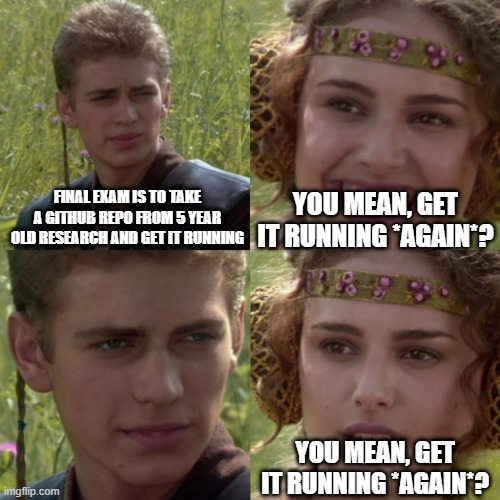 FINAL EXAM IS TO TAKE
A GITHUB REPO FROM 5 YEAR
OLD RESEARCH AND GET IT RUNNING
YOU MEAN, GET
IT RUNNING *AGAIN*?
YOU MEAN, GET
IT RUNNING *AGAIN*?
imgflip.com